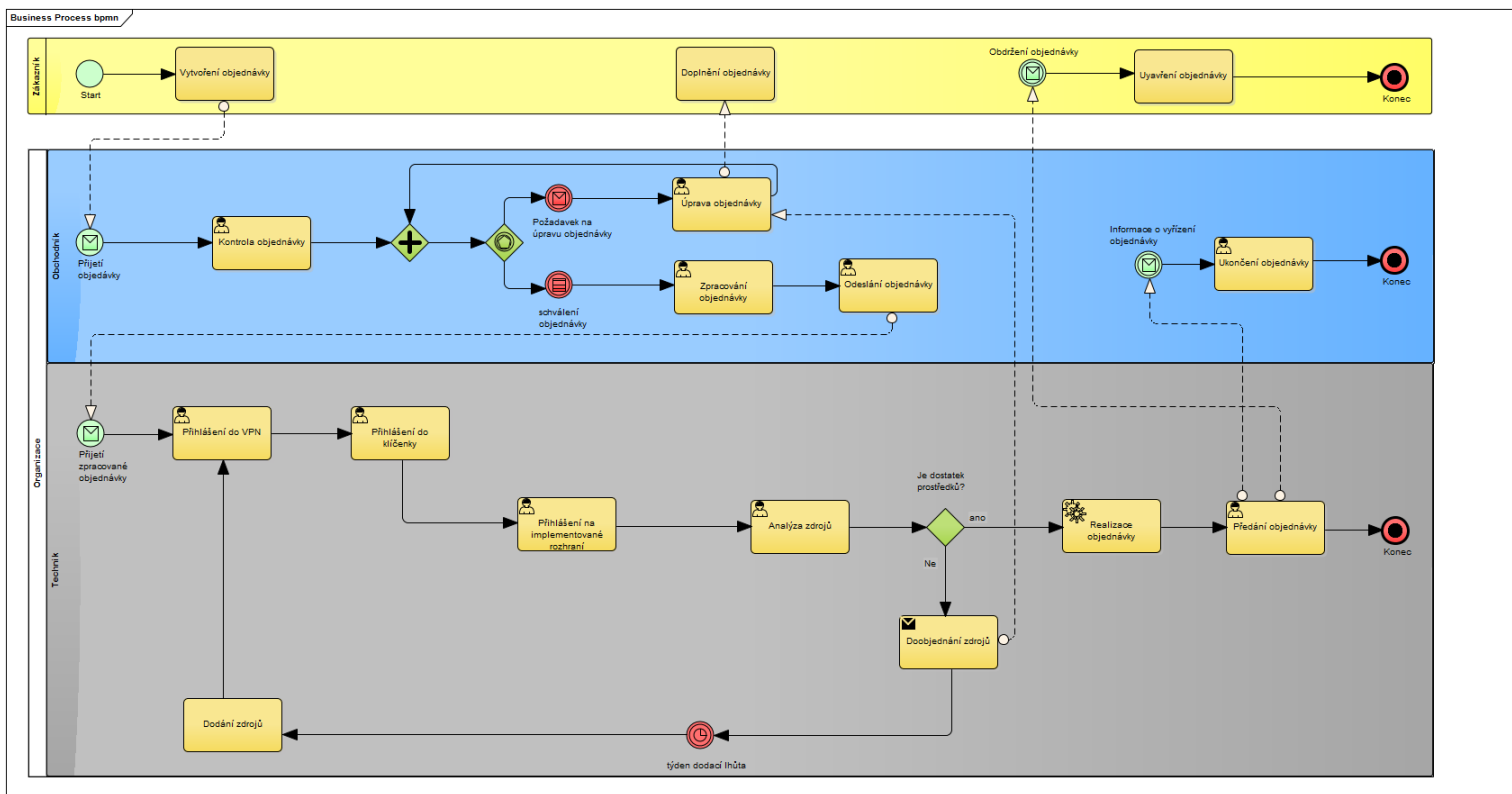 Business Process bpmn
Zákazník
Start
Vytvoření objednávky
Doplnění objednávky
Obdržení objednávky
Uyavření objednávky
Konec
Organizace
Obchodník
Přijetí
objedávky
Kontrola objednávky
Požadavek na
úpravu objednávky
Úprava objednávky
schválení
objednávky
Zpracování
objednávky
Odeslání objednávky
Informace o vyřízení
objednávky
Ukončení objednávky
Konec
Technik
Přijetí
zpracované
objednávky
Přihlášení do VPN
Přihlášení do
klíčenky
Přihlášení na
implementované
rozhraní
Analýza zdrojů
Je dostatek
prostředků?
ano
Ne
Realizace
objednávky
Předání objednávky
Konec
Doobjednání zdrojů
týden dodací lhůta
Dodání zdrojů